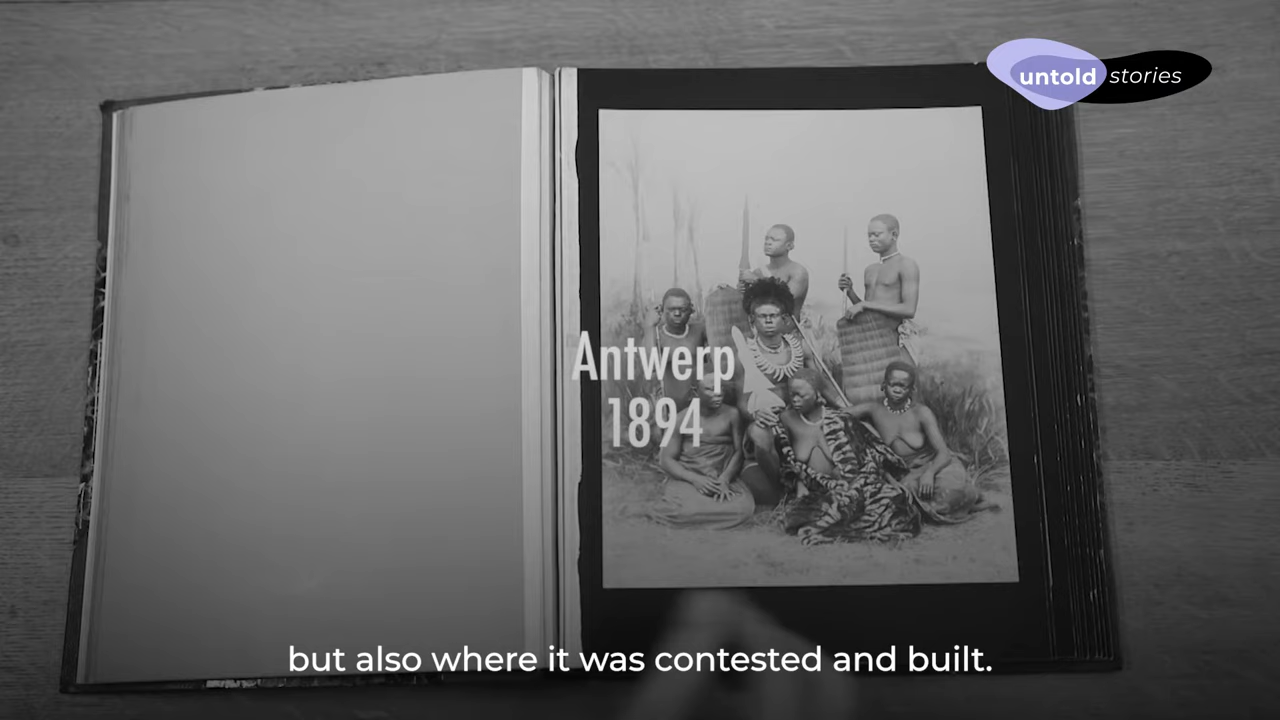 untold stories
Antwerp
1894
but also where it was contested and built.